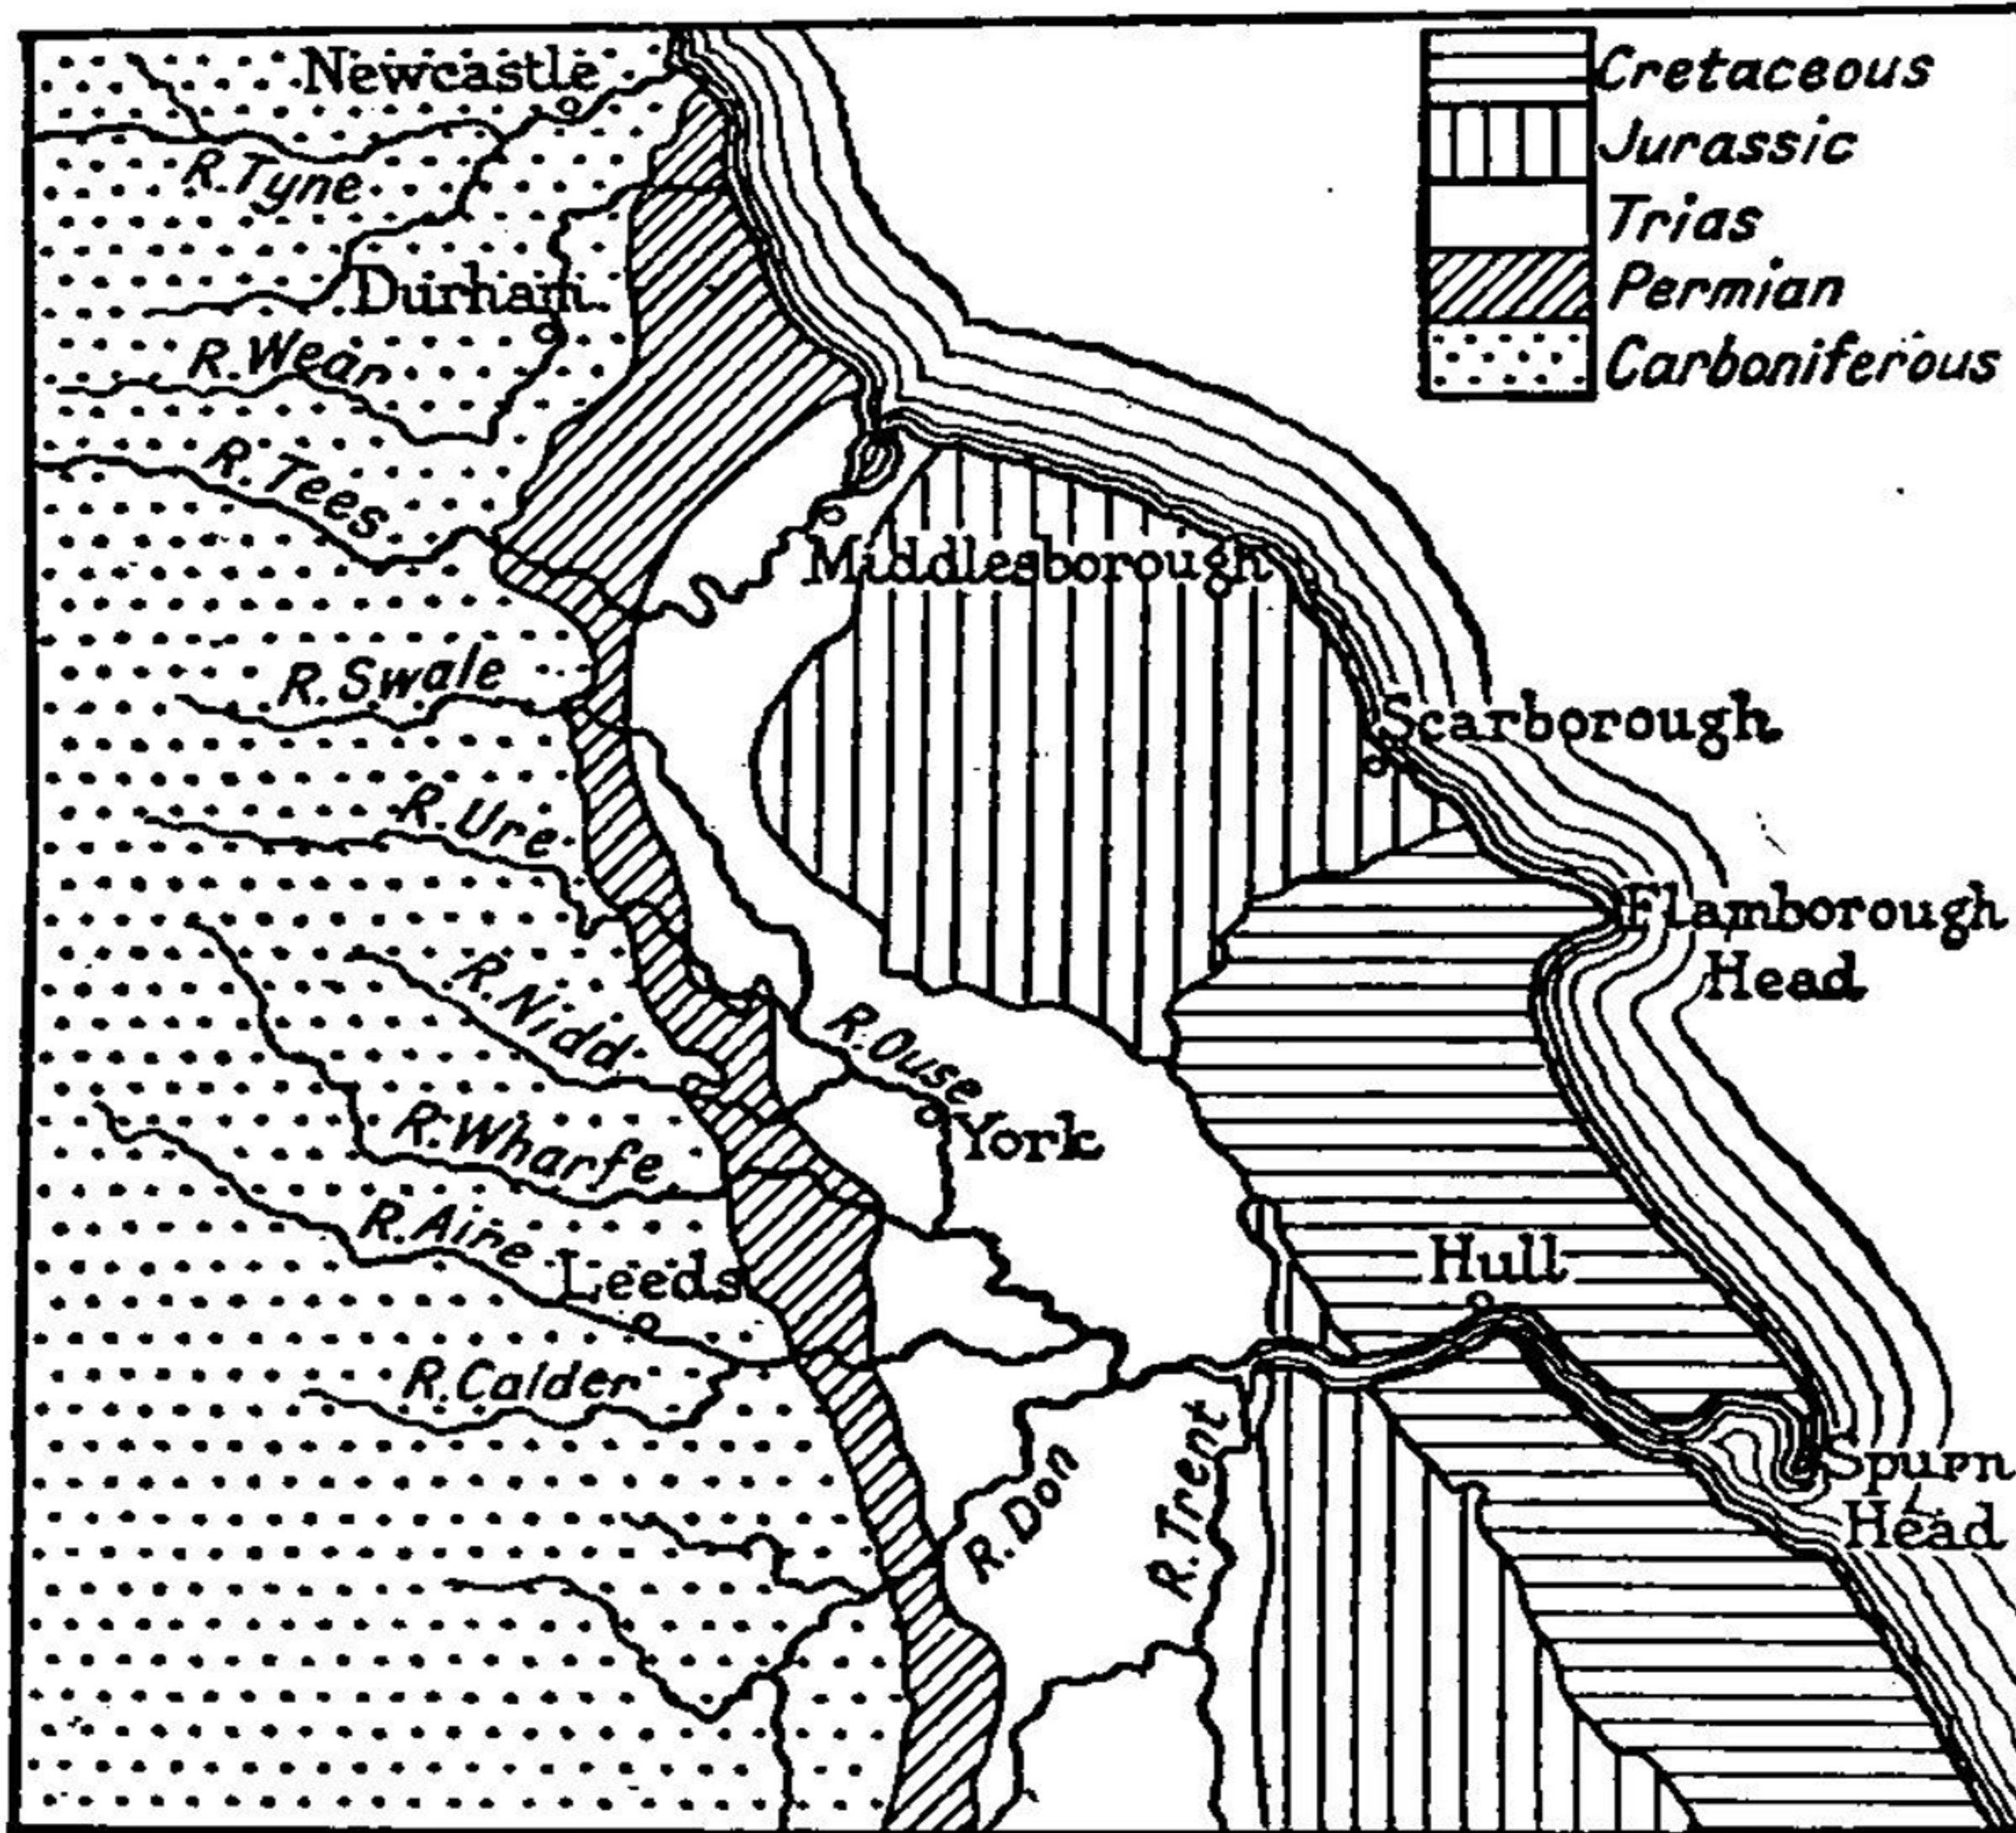 Newcastle
Cretaceous
Jurassic
Trias
Permian
Carboniferous
R. Tyne
Durham
R. Wear
R. Tees
Middlesborough
R. Swale
Scarborough
R. Ure
Flamborough
Head
R. Nidd
R. Ouse
York
R. Wharfe
R. Aire
Leeds
Hull
R. Calder
R. Don
R. Trent
Spurn
Head